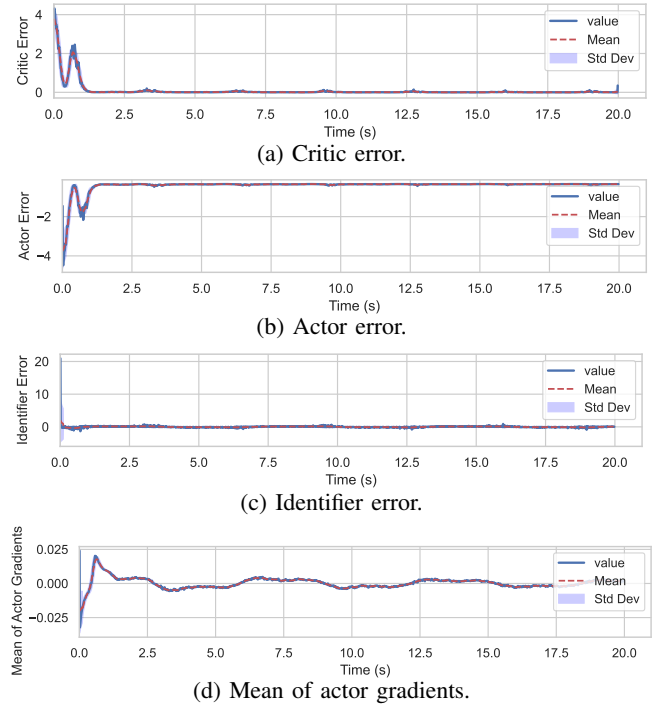 Critic Error
4
2
0
value
Mean
Std Dev
0.0 2.5 5.0 7.5 10.0 12.5 15.0 17.5 20.0
Time (s)
(a) Critic error.
Actor Error
−2
−4
value
Mean
Std Dev
0.0 2.5 5.0 7.5 10.0 12.5 15.0 17.5 20.0
Time (s)
(b) Actor error.
Identifier Error
20
10
0
value
Mean
Std Dev
0.0 2.5 5.0 7.5 10.0 12.5 15.0 17.5 20.0
Time (s)
(c) Identifier error.
Mean of Actor Gradients
0.025
0.000
−0.025
value
Mean
Std Dev
0.0 2.5 5.0 7.5 10.0 12.5 15.0 17.5 20.0
Time (s)
(d) Mean of actor gradients.